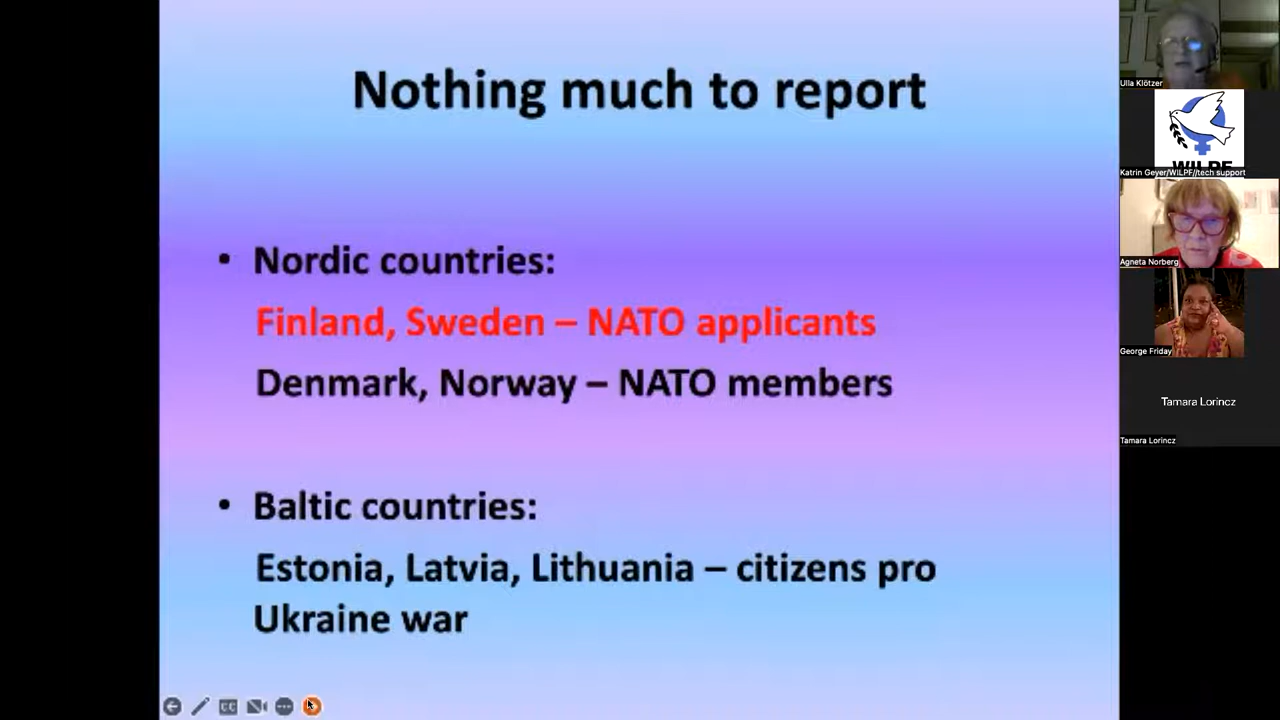 Nothing much to report
• Nordic countries:
Finland, Sweden – NATO applicants
Denmark, Norway – NATO members
• Baltic countries:
Estonia, Latvia, Lithuania – citizens pro
Ukraine war
CC
Ulla Klötzer
WILPF
Katrin Geyer/WILPF//tech support
Agneta Norberg
George Friday
Tamara Lorincz
Tamara Lorincz